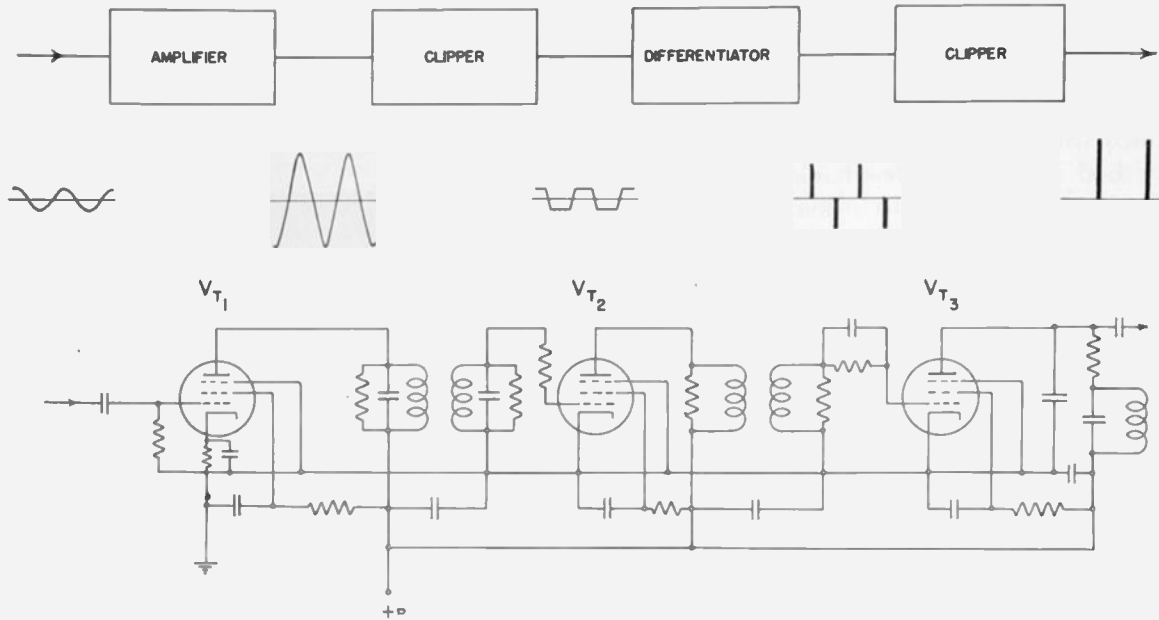 AMPLIFIER
CLIPPER
DIFFERENTIATOR
CLIPPER
VT1
VT2
VT3